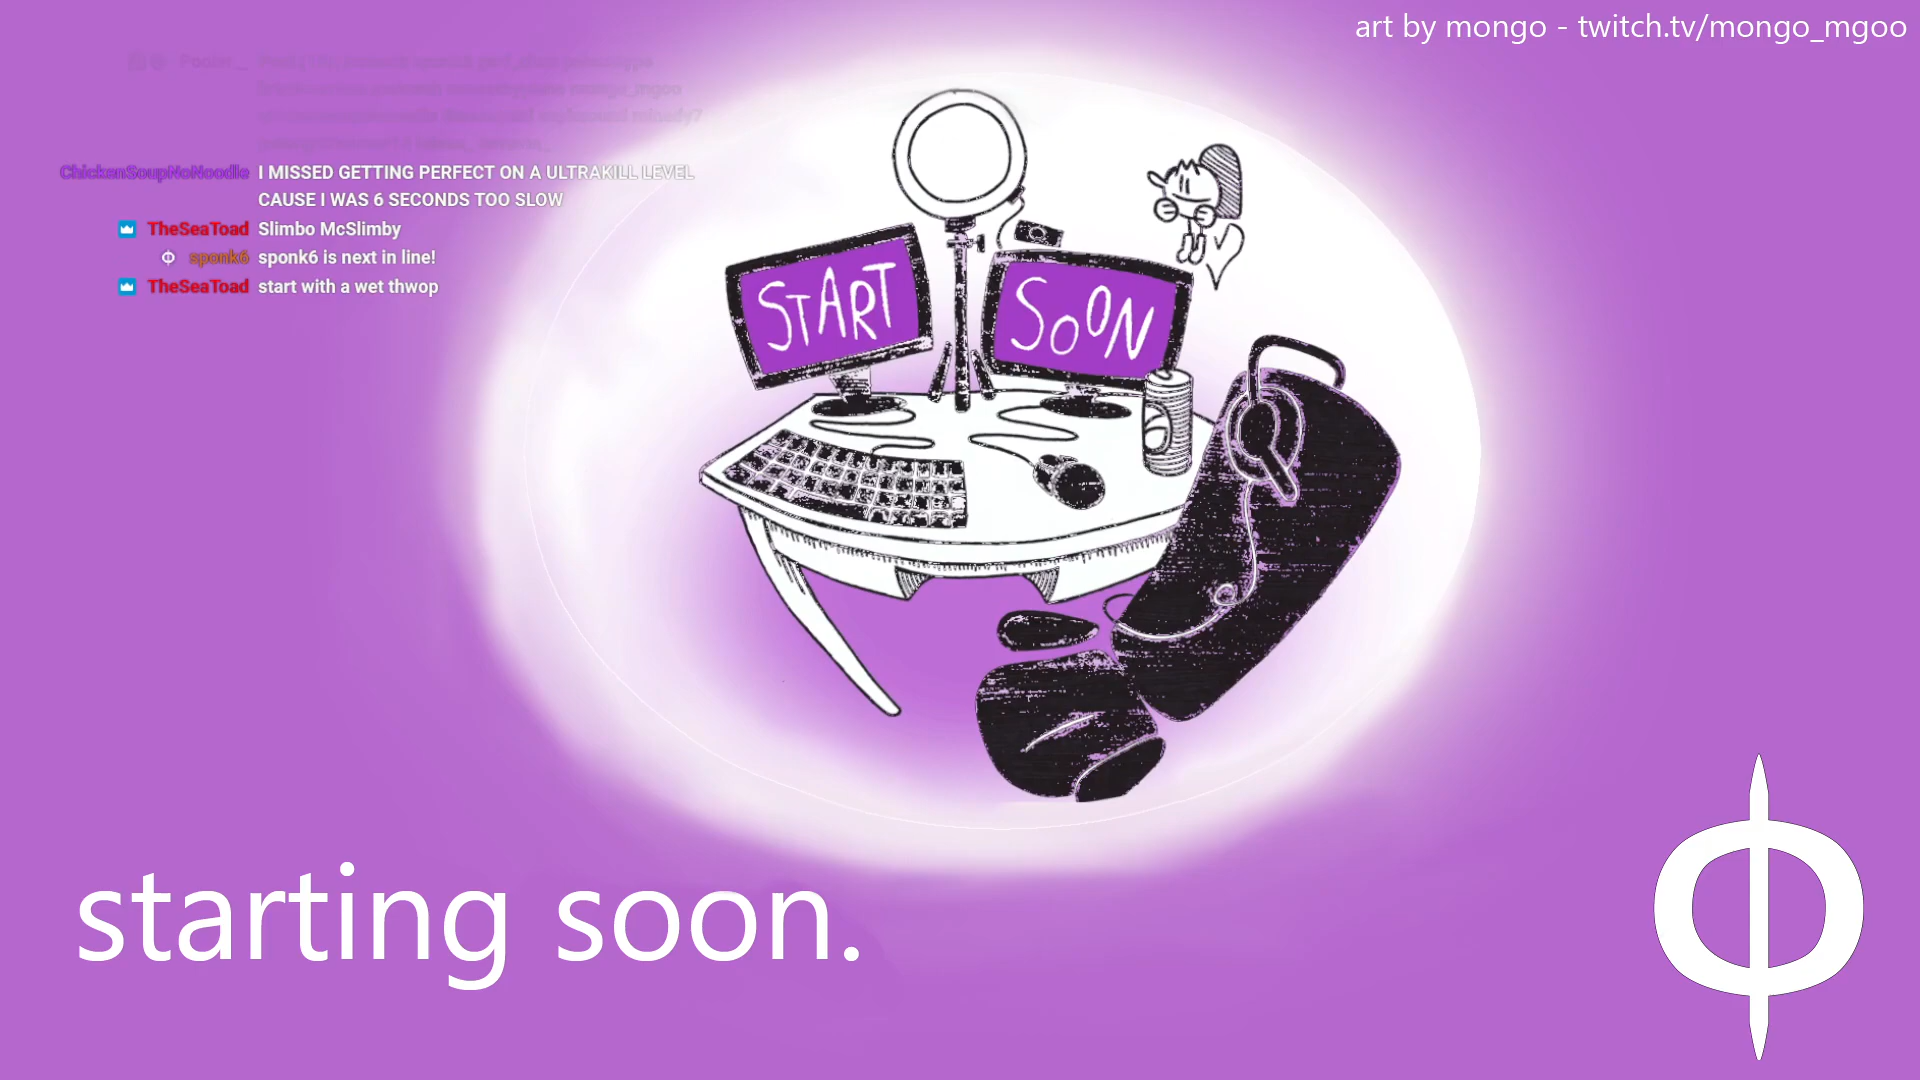 art by mongo - twitch.tv/mongo_mgoo
ChickenSoupNoNoodle I MISSED GETTING PERFECT ON A ULTRAKILL LEVEL
CAUSE I WAS 6 SECONDS TOO SLOW
TheSeaToad Slimbo McSlimby
sponk6 sponk6 is next in line!
TheSeaToad start with a wet thwop
START
SOON
starting soon.